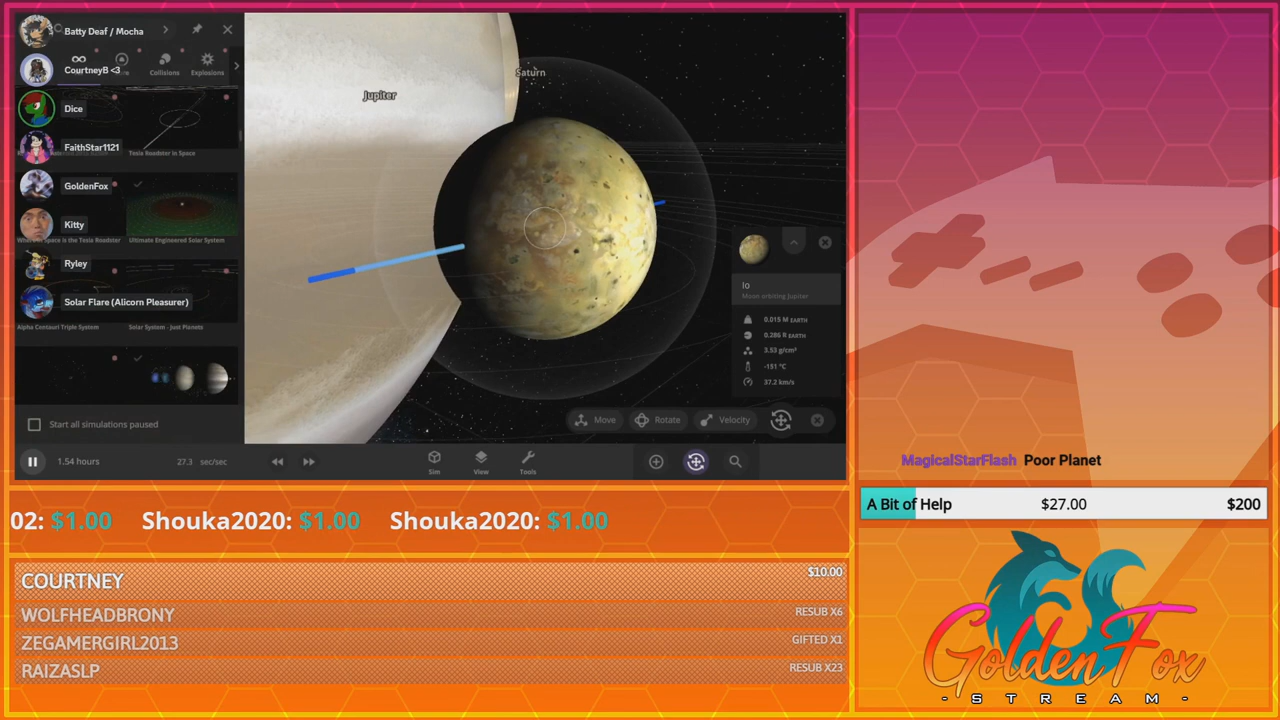 Batty Deaf / Mocha
CourtneyB <3
Collisions
Explosions
Dice
FaithStar1121
Tesla Roadster in Space
GoldenFox
Kitty
Space is the Tesla Roadster
Ultimate Engineered Solar System
Ryley
Solar Flare (Alicorn Pleasurer)
Alpha Centauri Triple System
Solar System - Just Planets
Start all simulations paused
1.54 hours
27.3 sec/sec
Sim
View
Tools
Jupiter
Saturn
Io
Moon orbiting Jupiter
0.015 M EARTH
0.286 R EARTH
3.53 g/cm³
-151 °C
37.2 km/s
Move
Rotate
Velocity
MagicalStarFlash Poor Planet
A Bit of Help $27.00 $200
02: $1.00 Shouka2020: $1.00 Shouka2020: $1.00
COURTNEY $10.00
WOLFHEADBRONY RESUB X6
ZEGAMERGIRL2013 GIFTED X1
RAIZASLP RESUB X23
GoldenFox
- STREAM -